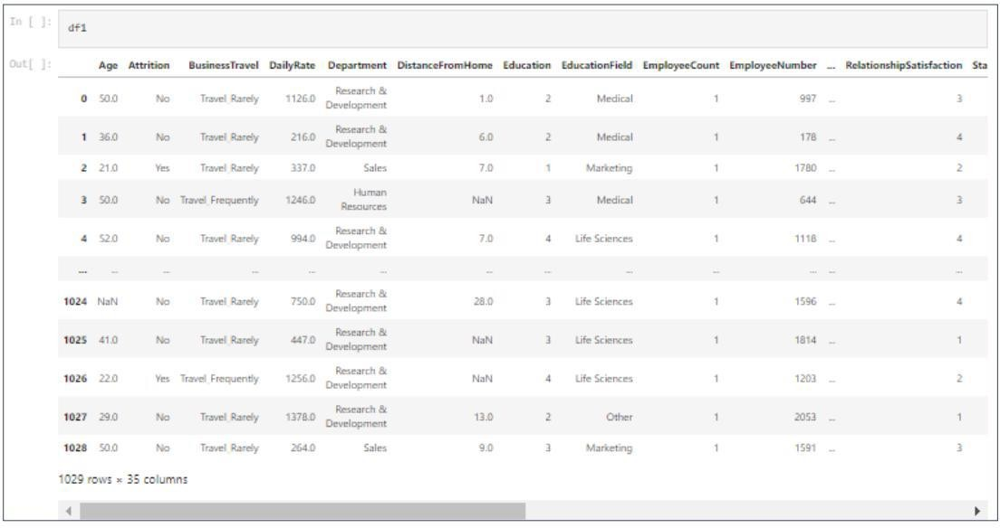 In [ ]: df1
Out[ ]:
Age Attrition BusinessTravel DailyRate Department DistanceFromHome Education EducationField EmployeeCount EmployeeNumber ... RelationshipSatisfaction Sta
0 50.0 No Travel_Rarely 1126.0 Research & Development 1.0 2 Medical 1 997 ... 3
1 36.0 No Travel_Rarely 216.0 Research & Development 6.0 2 Medical 1 178 ... 4
2 21.0 Yes Travel_Rarely 337.0 Sales 7.0 1 Marketing 1 1780 ... 2
3 50.0 No Travel_Frequently 1246.0 Human Resources NaN 3 Medical 1 644 ... 3
4 52.0 No Travel_Rarely 994.0 Research & Development 7.0 4 Life Sciences 1 1118 ... 4
... ... ... ... ... ... ... ... ... ... ... ... ...
1024 NaN No Travel_Rarely 750.0 Research & Development 28.0 3 Life Sciences 1 1596 ... 4
1025 41.0 No Travel_Rarely 447.0 Research & Development NaN 3 Life Sciences 1 1814 ... 1
1026 22.0 Yes Travel_Frequently 1256.0 Research & Development NaN 4 Life Sciences 1 1203 ... 2
1027 29.0 No Travel_Rarely 1378.0 Research & Development 13.0 2 Other 1 2053 ... 1
1028 50.0 No Travel_Rarely 264.0 Sales 9.0 3 Marketing 1 1591 ... 3
1029 rows × 35 columns